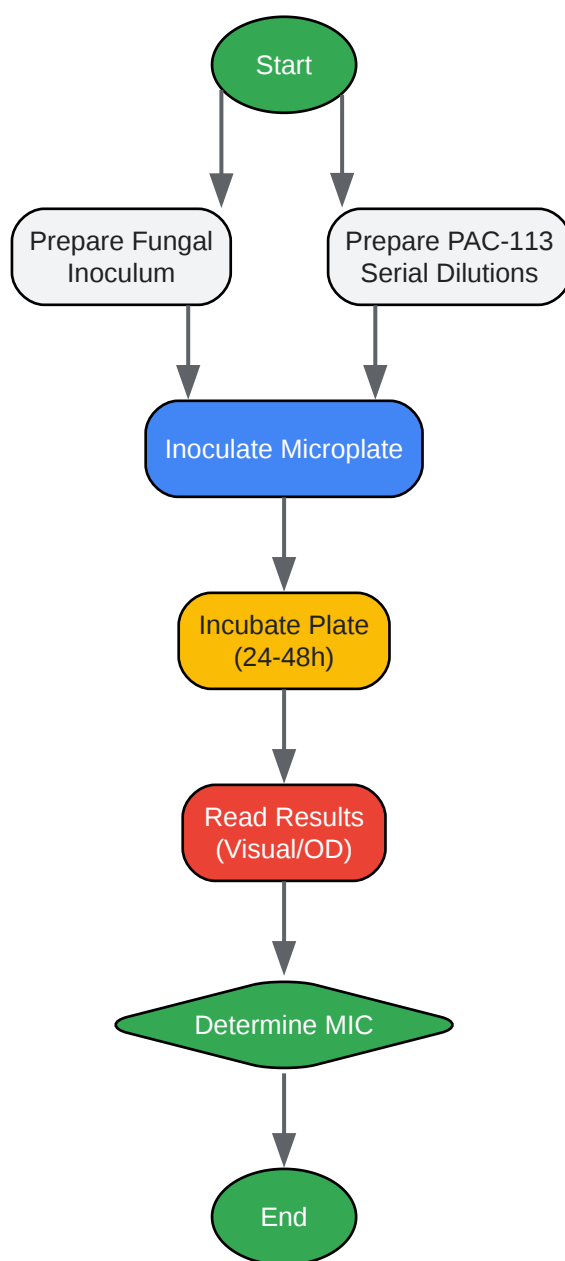 Start
Prepare Fungal
Inoculum
Prepare PAC-113
Serial Dilutions
Inoculate Microplate
Incubate Plate
(24-48h)
Read Results
(Visual/OD)
Determine MIC
End